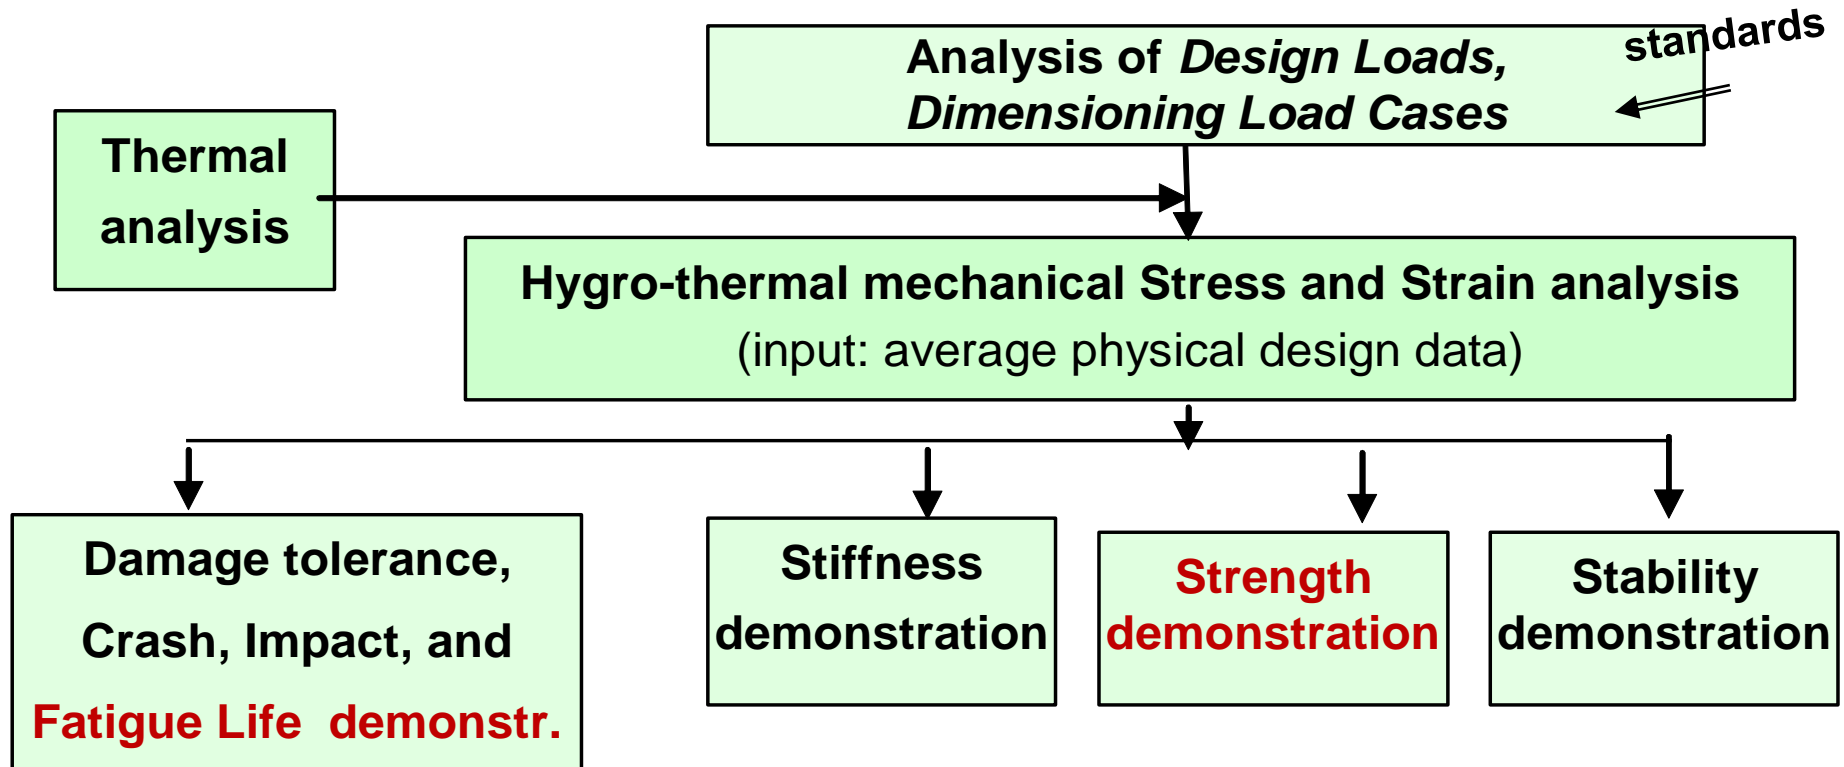 standards
Analysis of Design Loads,
Dimensioning Load Cases
Thermal
analysis
Hygro-thermal mechanical Stress and Strain analysis
(input: average physical design data)
Damage tolerance,
Crash, Impact, and
Fatigue Life demonstr.
Stiffness
demonstration
Strength
demonstration
Stability
demonstration